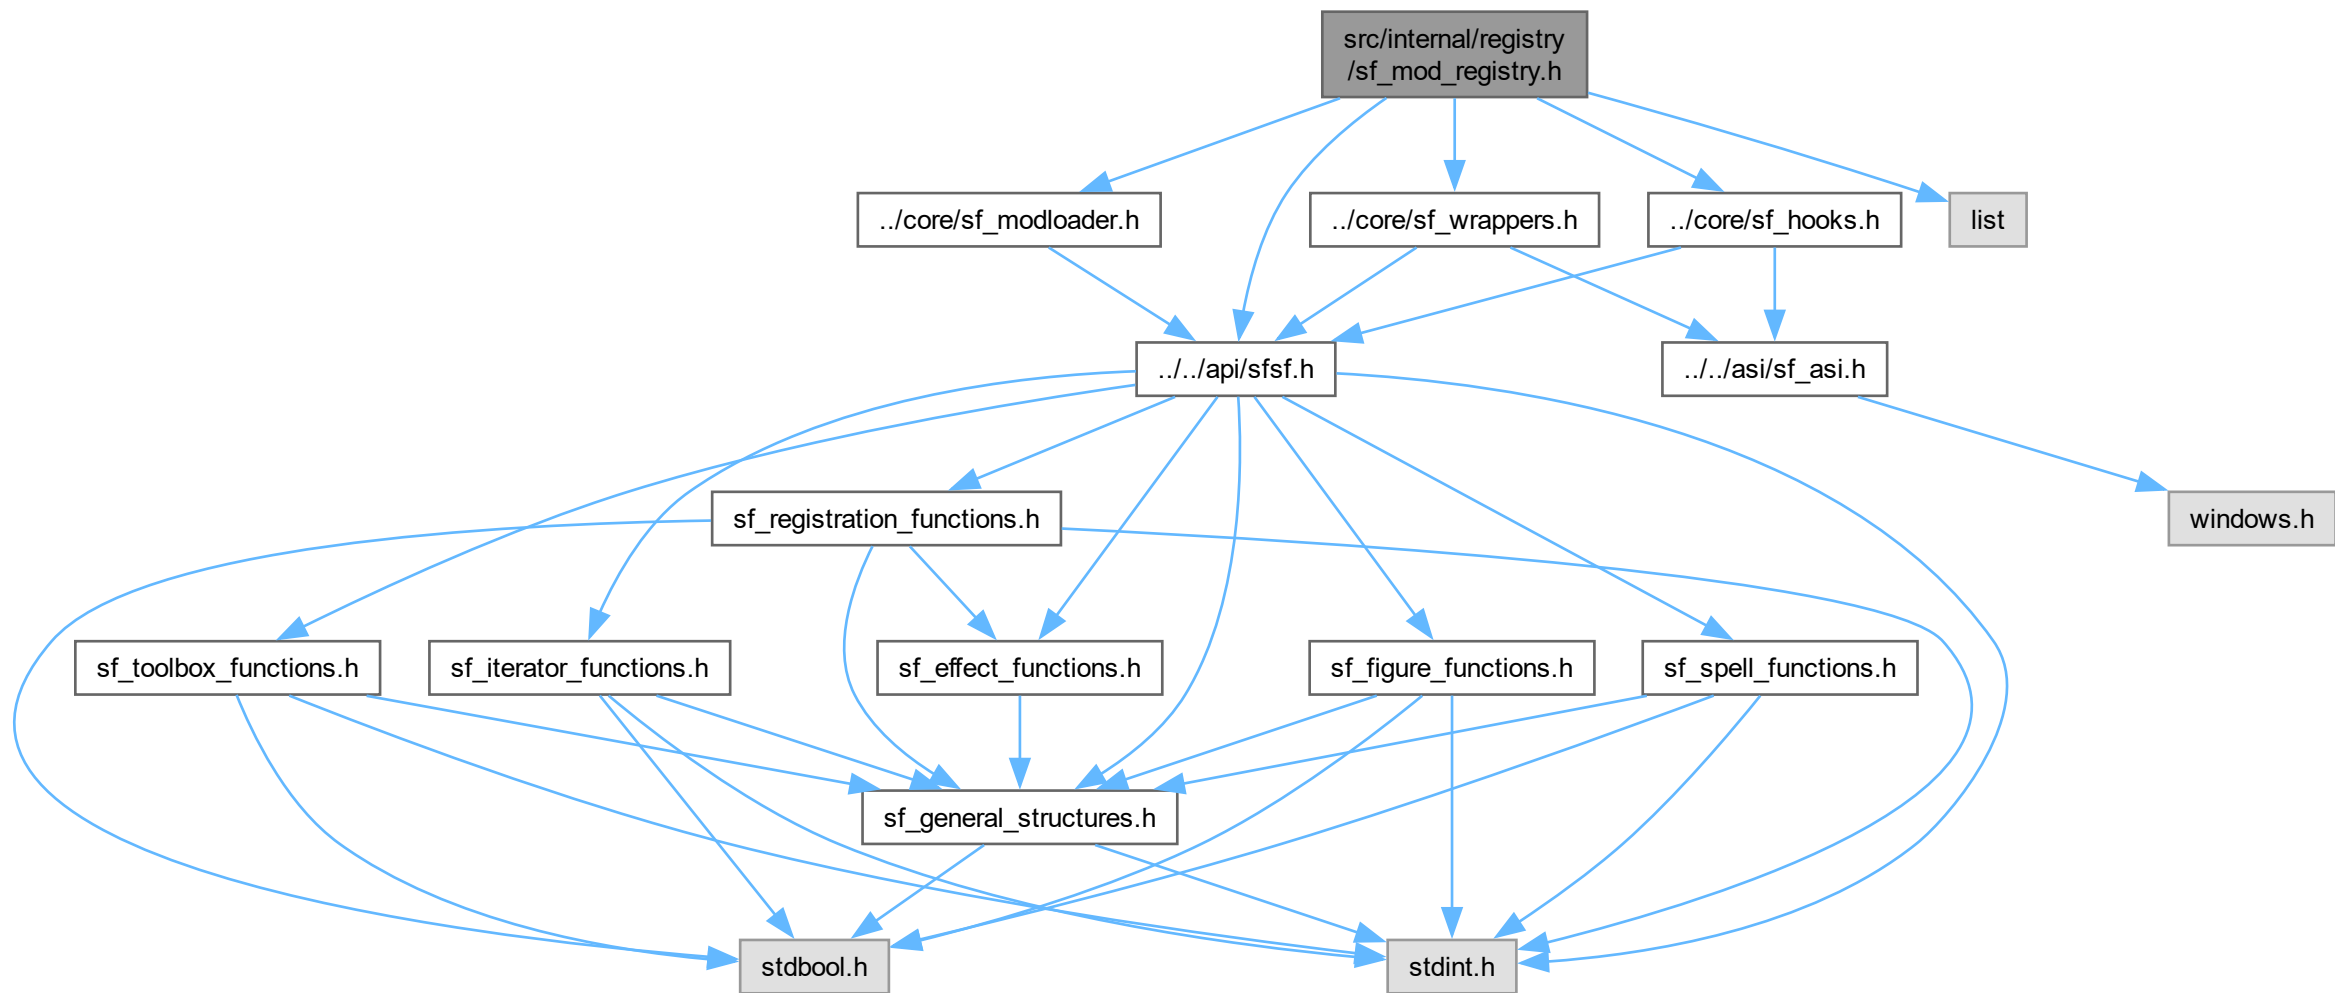 src/internal/registry
/sf_mod_registry.h
../core/sf_modloader.h
../core/sf_wrappers.h
../core/sf_hooks.h
list
../../api/sfsf.h
../../asi/sf_asi.h
sf_registration_functions.h
windows.h
sf_toolbox_functions.h
sf_iterator_functions.h
sf_effect_functions.h
sf_figure_functions.h
sf_spell_functions.h
sf_general_structures.h
stdbool.h
stdint.h